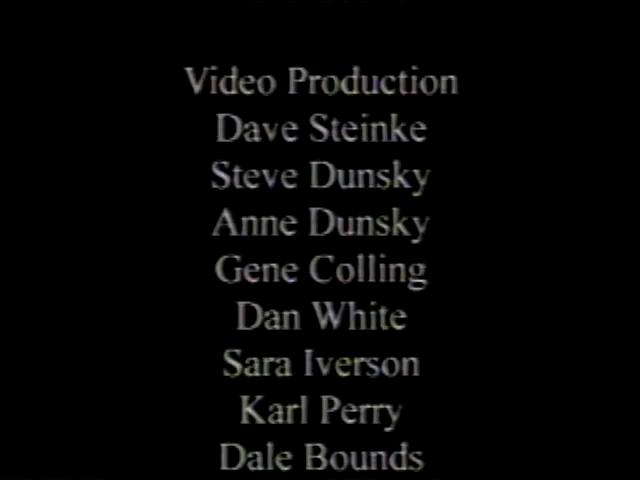 Video Production
Dave Steinke
Steve Dunsky
Anne Dunsky
Gene Colling
Dan White
Sara Iverson
Karl Perry
Dale Bounds